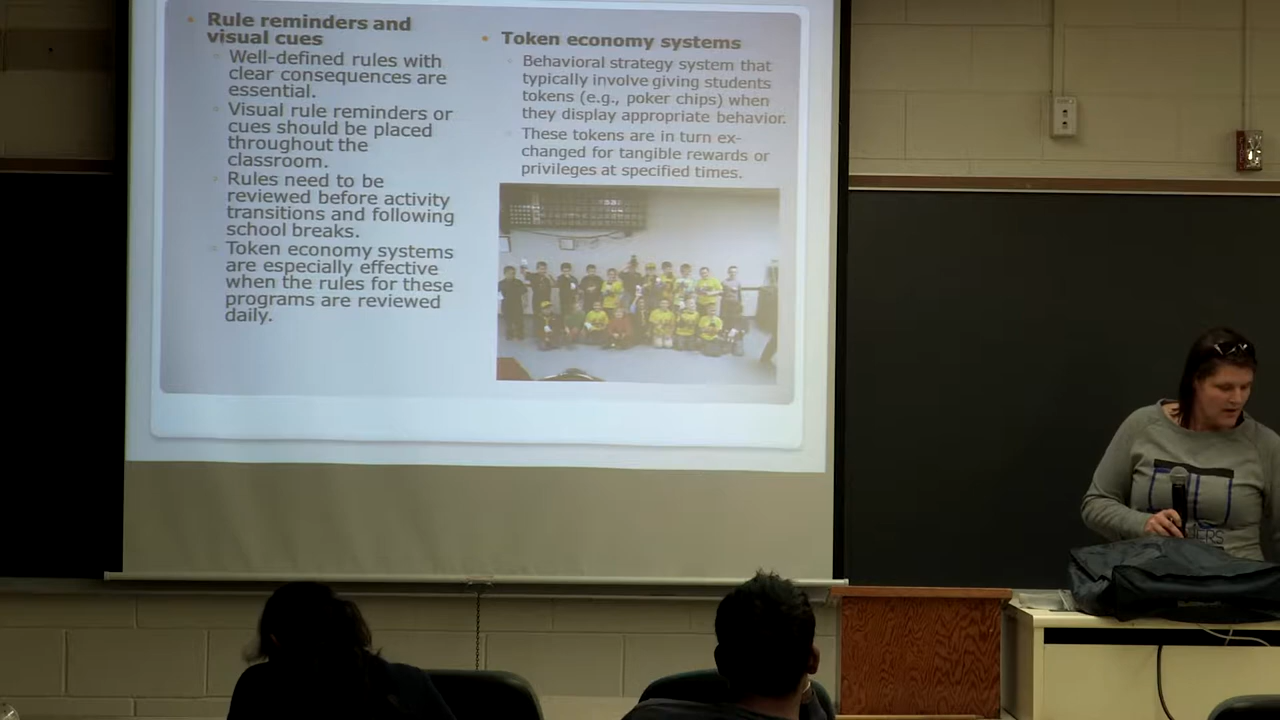 Rule reminders and
visual cues
Well-defined rules with
clear consequences are
essential.
Visual rule reminders or
cues should be placed
throughout the
classroom.
Rules need to be
reviewed before activity
transitions and following
school breaks.
Token economy systems
are especially effective
when the rules for these
programs are reviewed
daily.
Token economy systems
Behavioral strategy system that
typically involve giving students
tokens (e.g., poker chips) when
they display appropriate behavior.
These tokens are in turn ex-
changed for tangible rewards or
privileges at specified times.